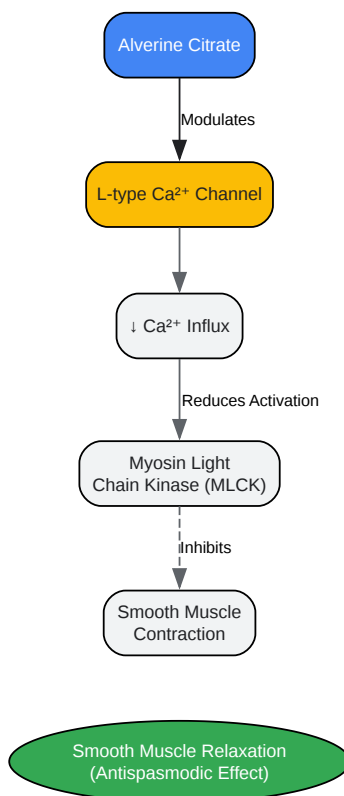 Alverine Citrate
Modulates
L-type Ca²⁺ Channel
↓ Ca²⁺ Influx
Reduces Activation
Myosin Light
Chain Kinase (MLCK)
Inhibits
Smooth Muscle
Contraction
Smooth Muscle Relaxation
(Antispasmodic Effect)